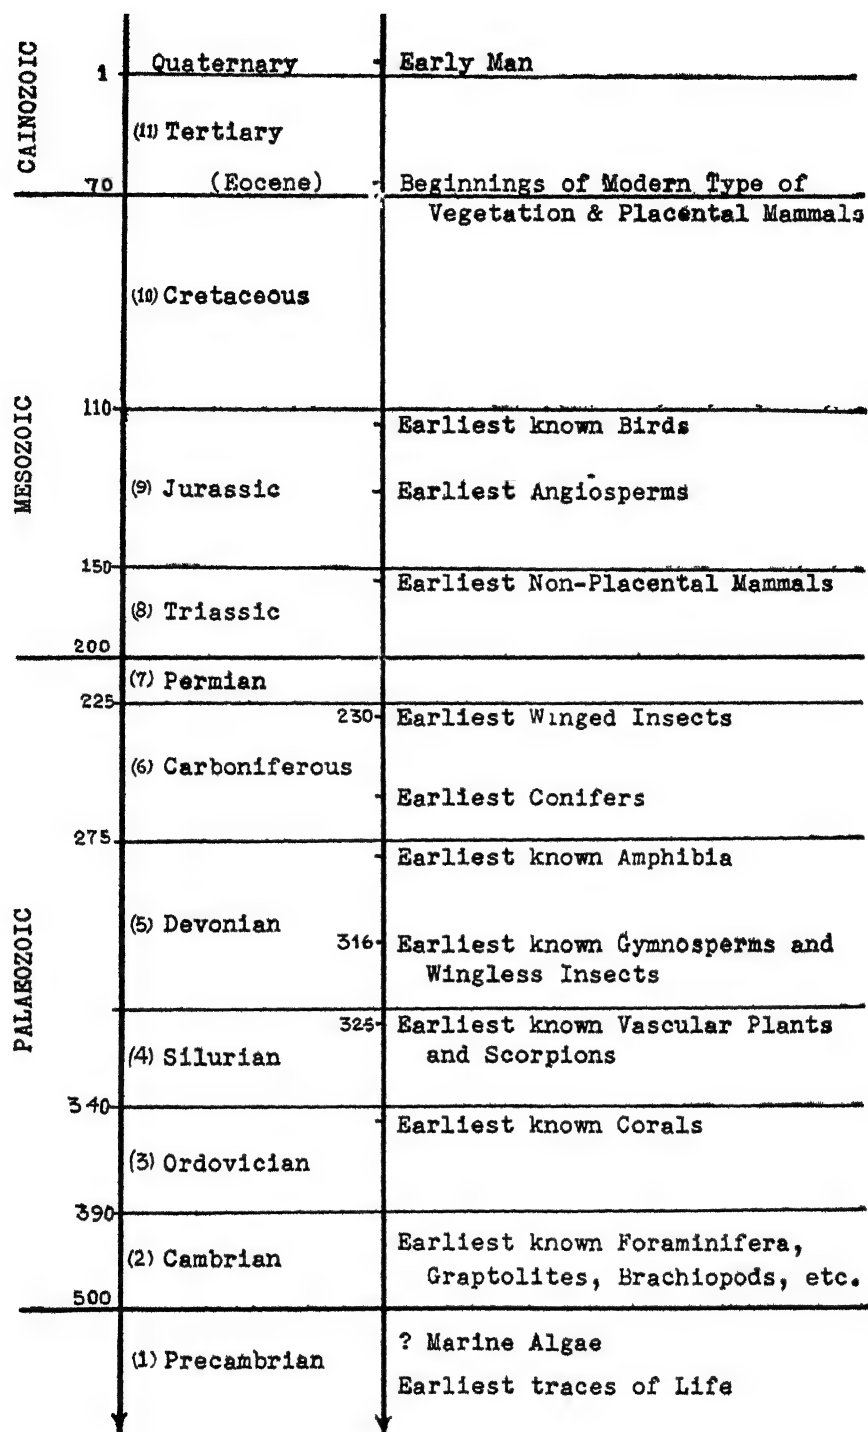 CAINOZOIC
Quaternary Early Man
1
(11) Tertiary
70 (Eocene) Beginnings of Modern Type of
Vegetation & Placental Mammals
MESOZOIC
(10) Cretaceous
110
Earliest known Birds
(9) Jurassic Earliest Angiosperms
150
Earliest Non-Placental Mammals
(8) Triassic
200
PALAEOZOIC
(7) Permian
225
230 Earliest Winged Insects
(6) Carboniferous
Earliest Conifers
275
Earliest known Amphibia
(5) Devonian
316 Earliest known Gymnosperms and
Wingless Insects
325 Earliest known Vascular Plants
(4) Silurian and Scorpions
340
Earliest known Corals
(3) Ordovician
390
Earliest known Foraminifera,
(2) Cambrian
Graptolites, Brachiopods, etc.
500
? Marine Algae
(1) Precambrian
Earliest traces of Life